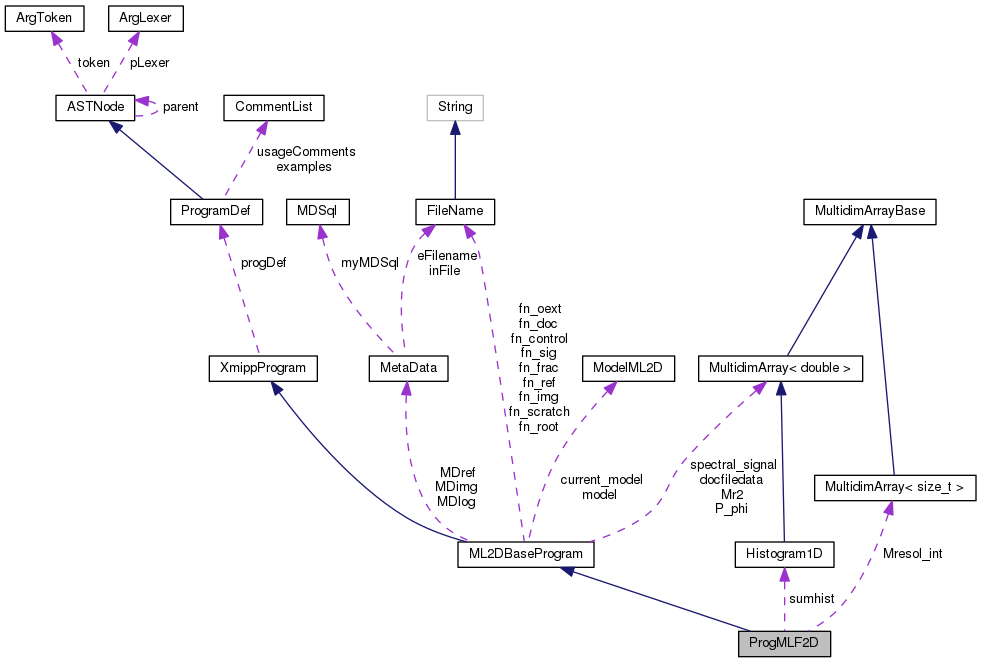 ArgToken
ArgLexer
token
pLexer
ASTNode
parent
CommentList
String
usageComments
examples
ProgramDef
MDSql
FileName
MultidimArrayBase
progDef
myMDSql
eFilename
inFile
fn_oext
fn_doc
fn_control
fn_sig
fn_frac
fn_ref
fn_img
fn_scratch
fn_root
XmippProgram
MetaData
ModelML2D
MultidimArray< double >
MDref
MDimg
MDlog
current_model
model
spectral_signal
docfiledata
Mr2
P_phi
MultidimArray< size_t >
ML2DBaseProgram
Histogram1D
Mresol_int
sumhist
ProgMLF2D